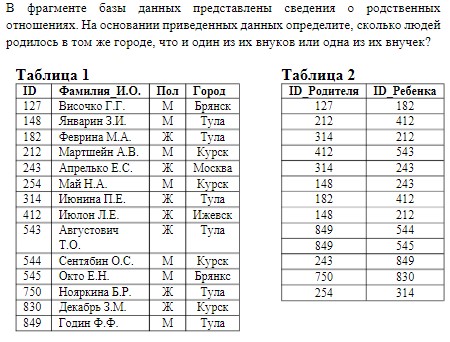 В фрагменте базы данных представлены сведения о родственных
отношениях. На основании приведенных данных определите, сколько людей
родилось в том же городе, что и один из их внуков или одна из их внучек?
Таблица 1
ID Фамилия_И.О. Пол Город
127 Височко Г.Г. М Брянск
148 Январин З.И. М Тула
182 Феврина М.А. Ж Тула
212 Мартшейн А.В. М Курск
243 Апрелько Е.С. Ж Москва
254 Май Н.А. М Курск
314 Июнина П.Е. Ж Тула
412 Июлон Л.Е. Ж Ижевск
543 Августович Ж Тула
Т.О.
544 Сентябин О.С. М Курск
545 Окто Е.Н. М Брянкс
750 Нояркина Б.Р. Ж Тула
830 Декабрь З.М. Ж Курск
849 Годин Ф.Ф. М Тула
Таблица 2
ID_Родителя ID_Ребенка
127 182
212 412
314 212
412 543
314 243
148 243
182 412
148 212
849 544
849 545
243 849
750 830
254 314